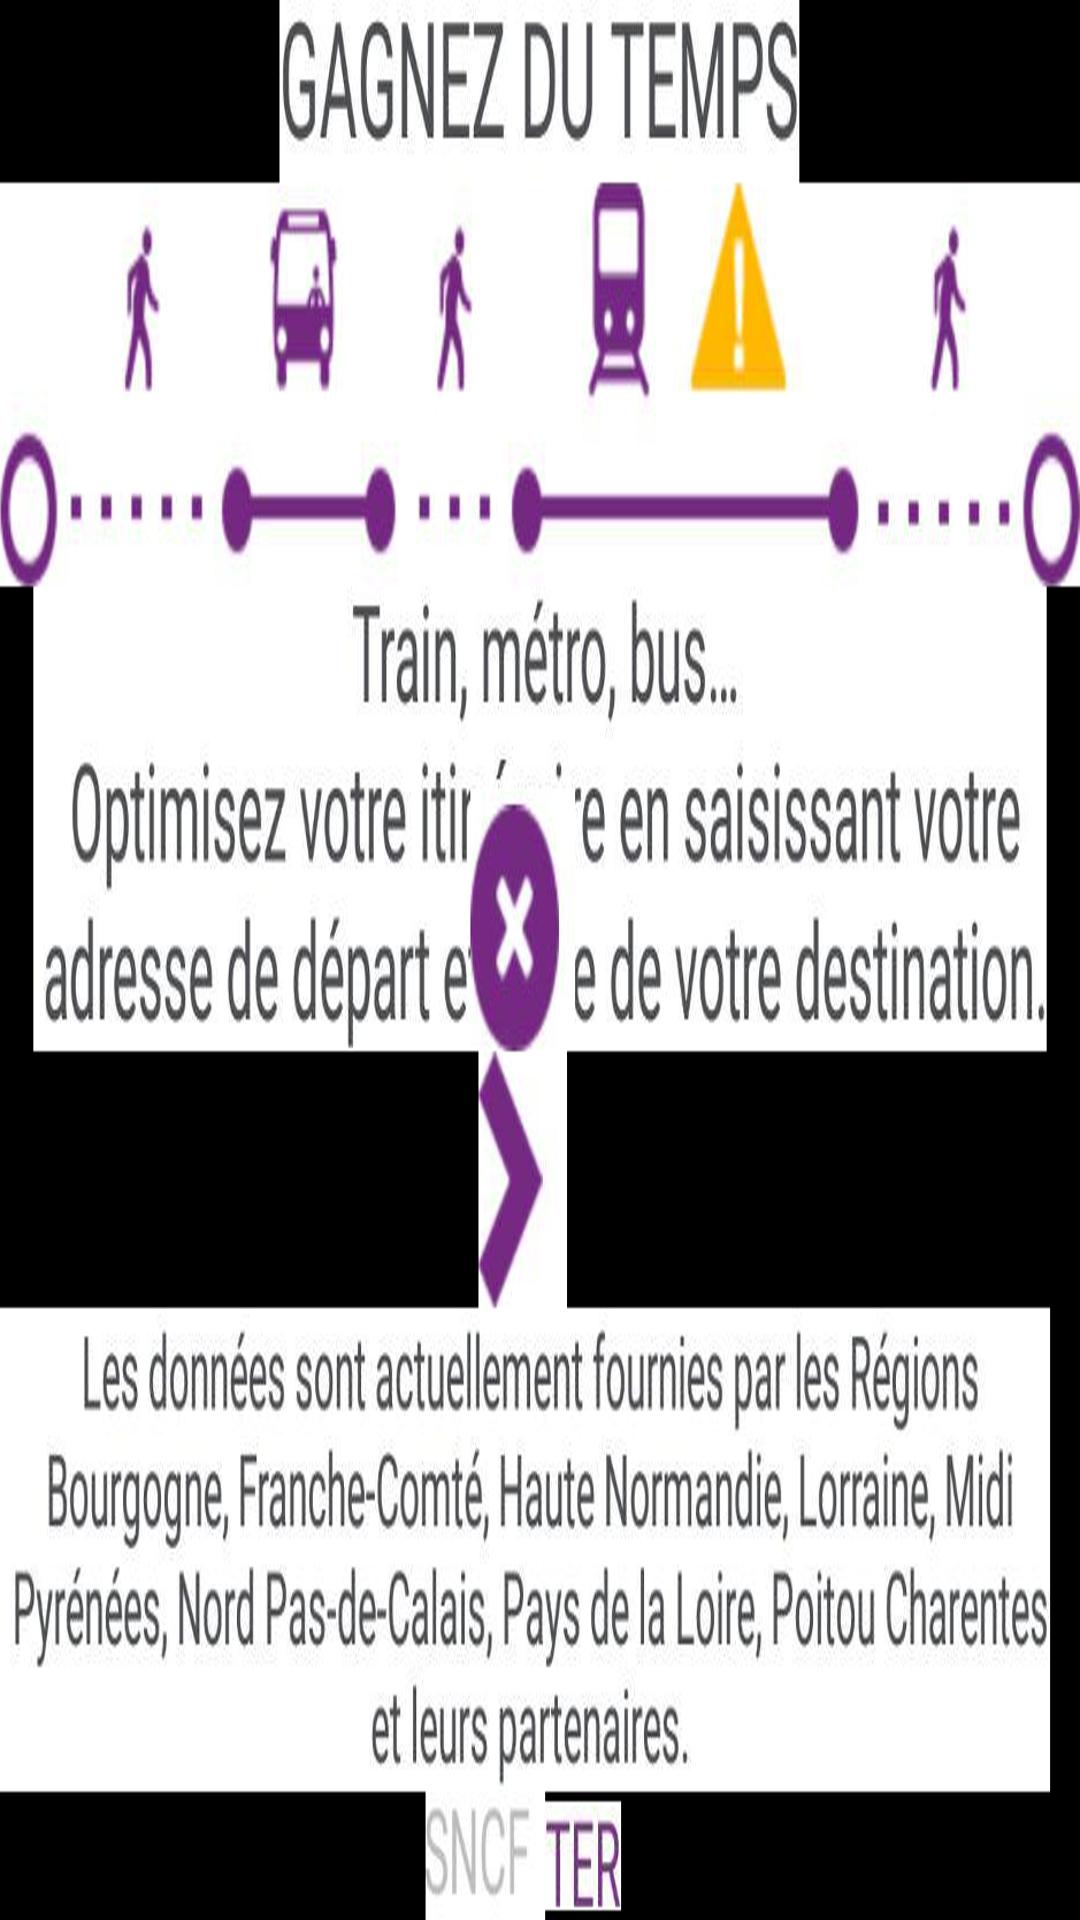 GAGNEZ DU TEMPS
Train, métro, bus...
Optimisez votre en saisissant votre
adresse de départ de votre destination.
Les données sont actuellement fournies par les Régions
Bourgogne, Franche-Comté, Haute Normandie, Lorraine, Midi
Pyrénées, Nord Pas-de-Calais, Pays de la Loire, Poitou Charentes
et leurs partenaires.
SNCF TER